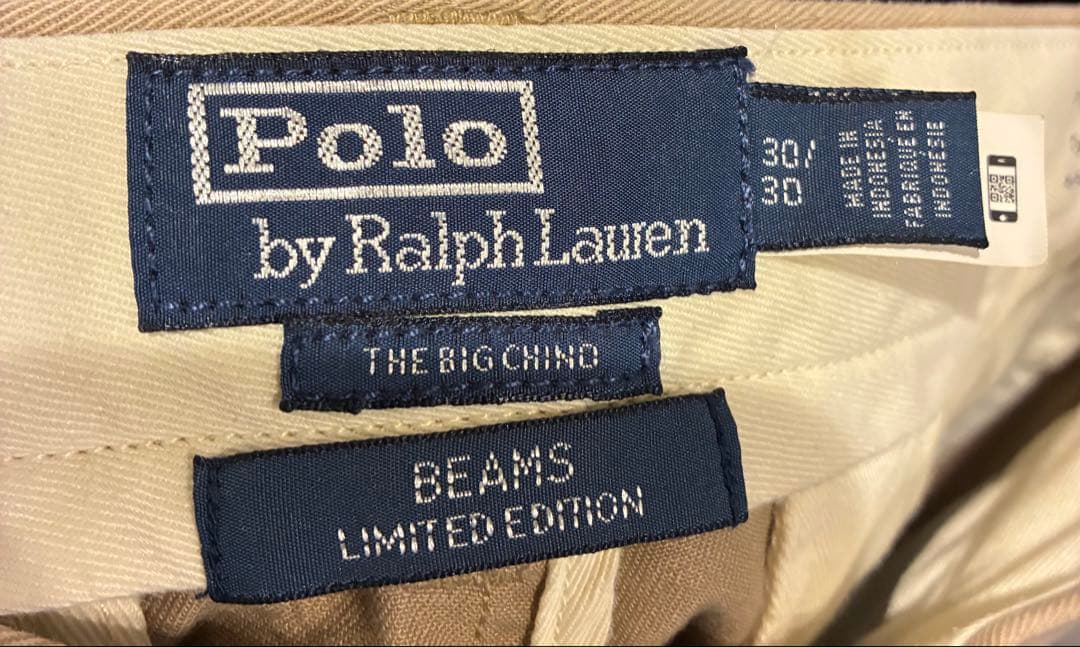 Polo
by Ralph Lauren
30/
30
MADE IN
INDONESIA
FABRIQUÉ EN
INDONÉSIE
THE BIG CHINO
BEAMS
LIMITED EDITION